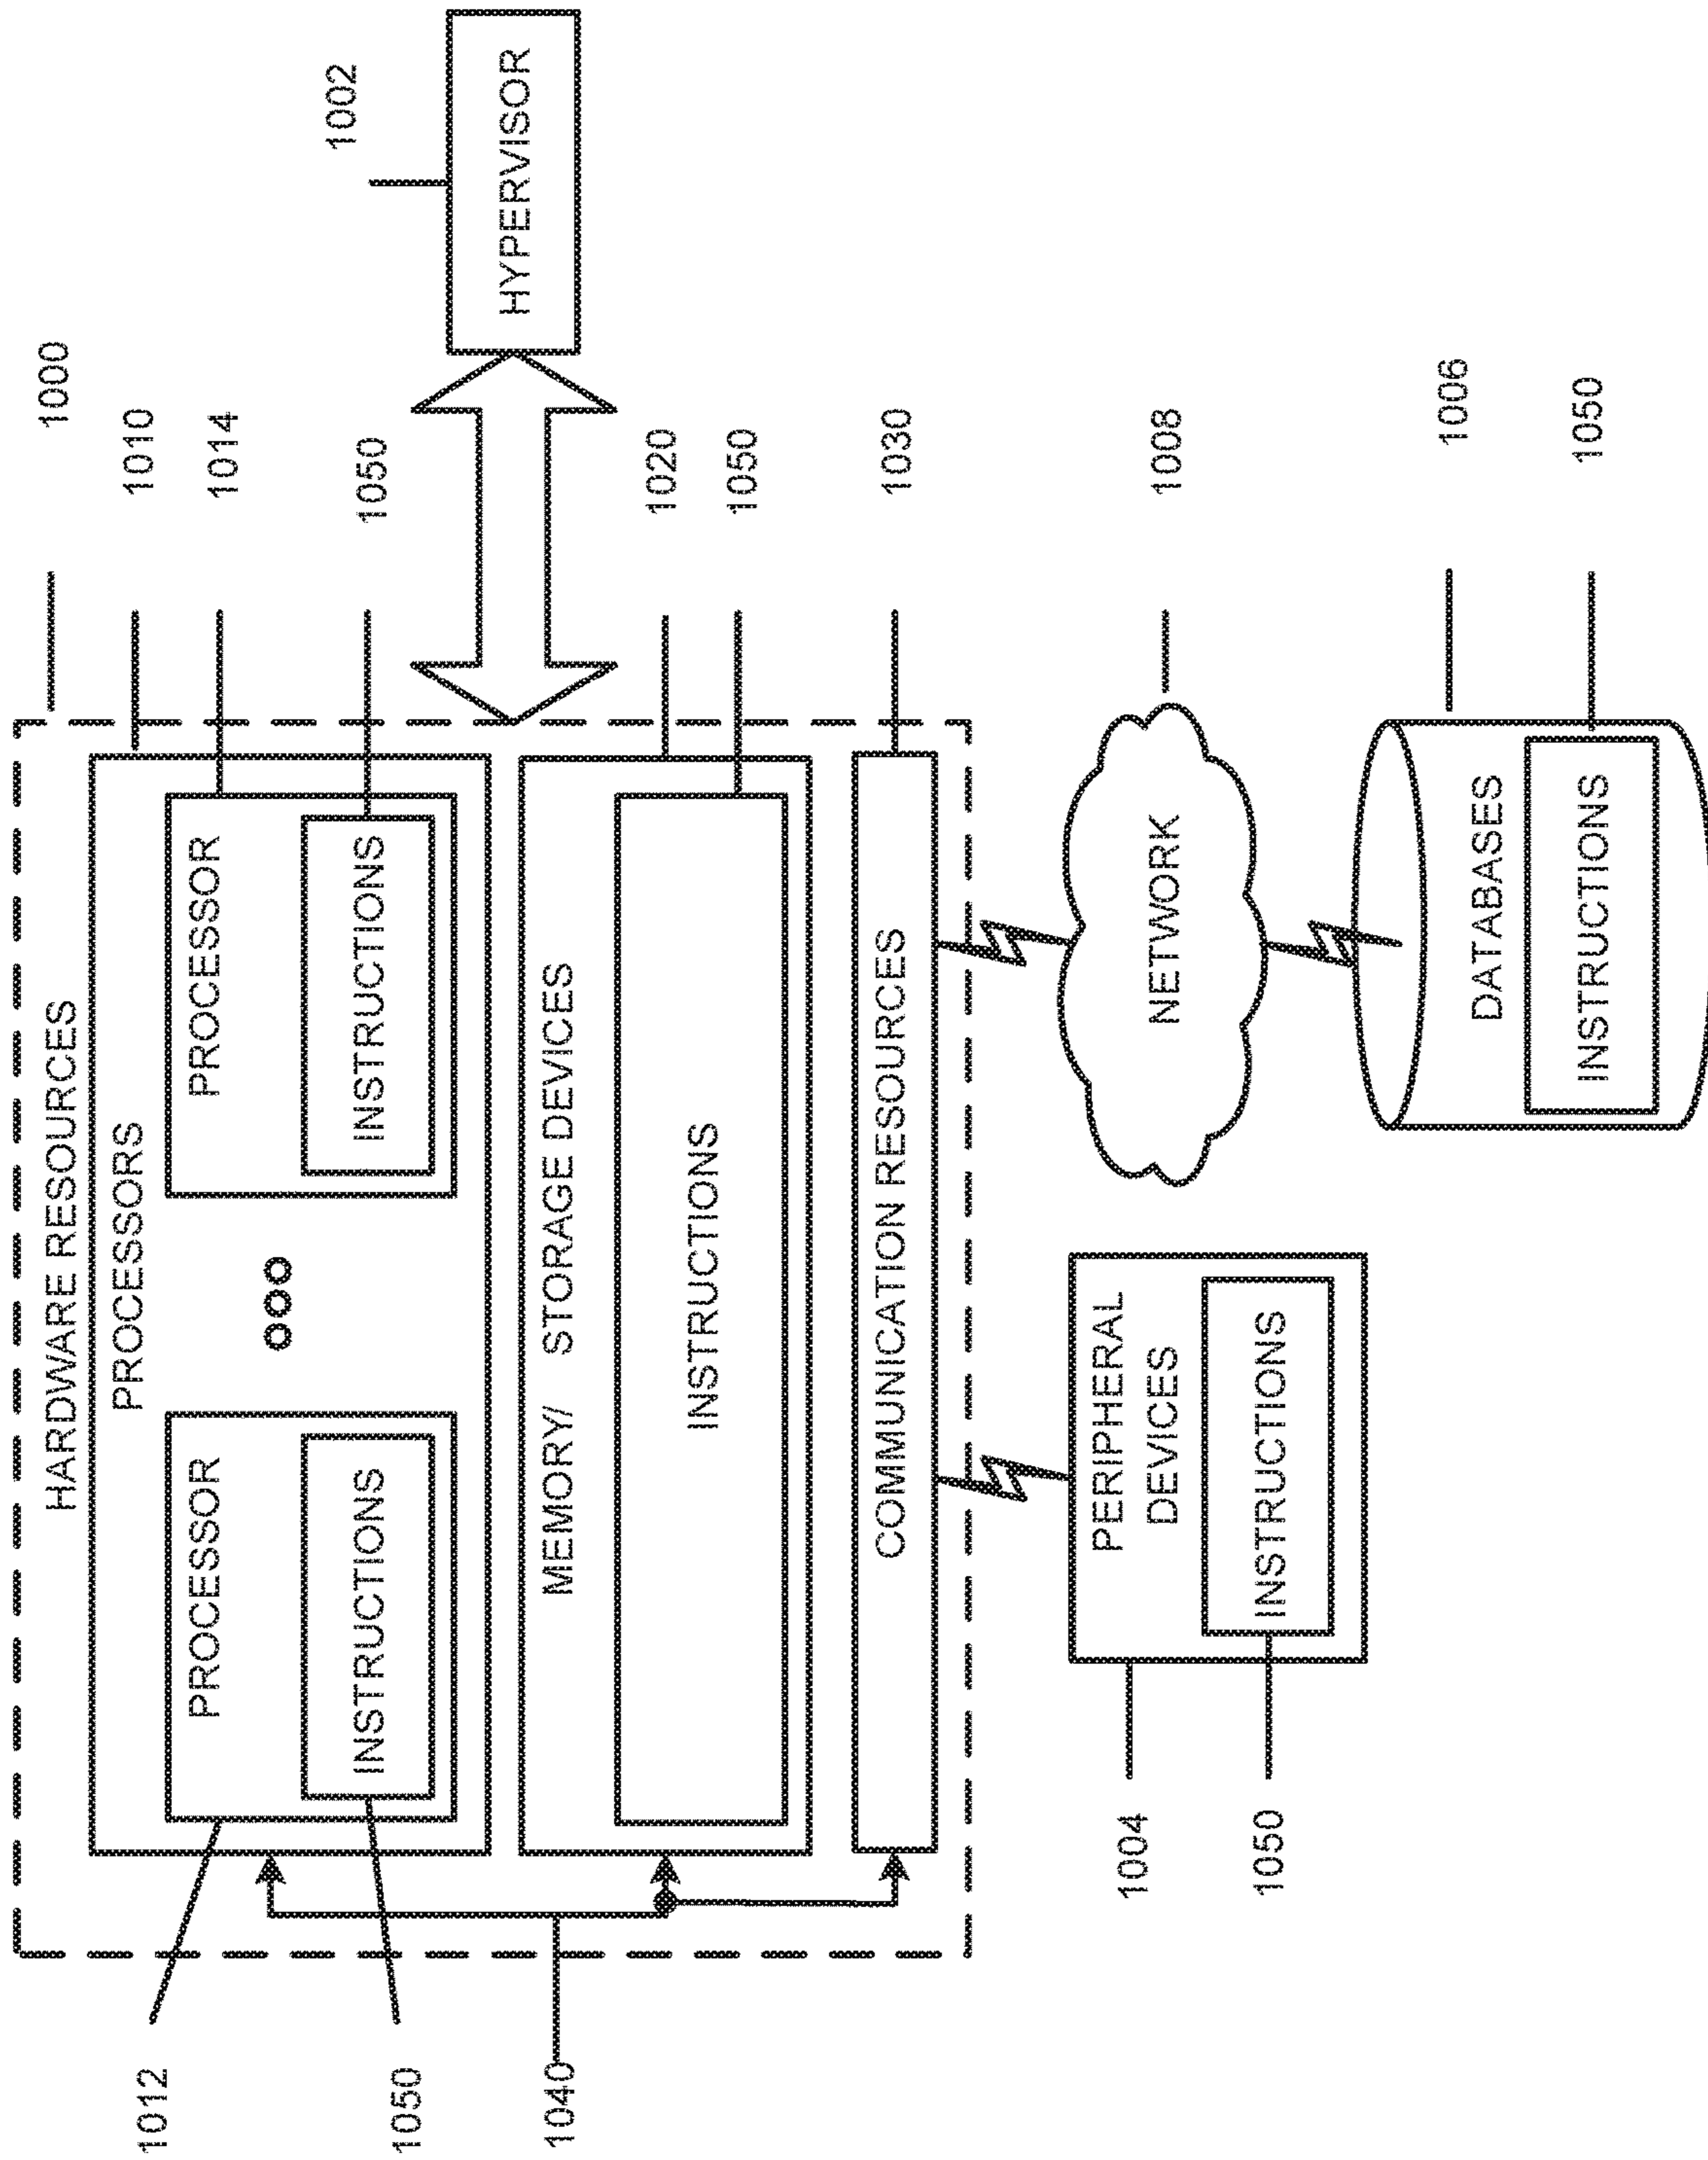 HARDWARE RESOURCES
1000
PROCESSORS
1010
1012
PROCESSOR
PROCESSOR
1014
1050
INSTRUCTIONS
INSTRUCTIONS
1050
1002
HYPERVISOR
1040
MEMORY/ STORAGE DEVICES
1020
INSTRUCTIONS
1050
COMMUNICATION RESOURCES
1030
1004
PERIPHERAL
DEVICES
1050
INSTRUCTIONS
NETWORK
1008
DATABASES
1006
INSTRUCTIONS
1050